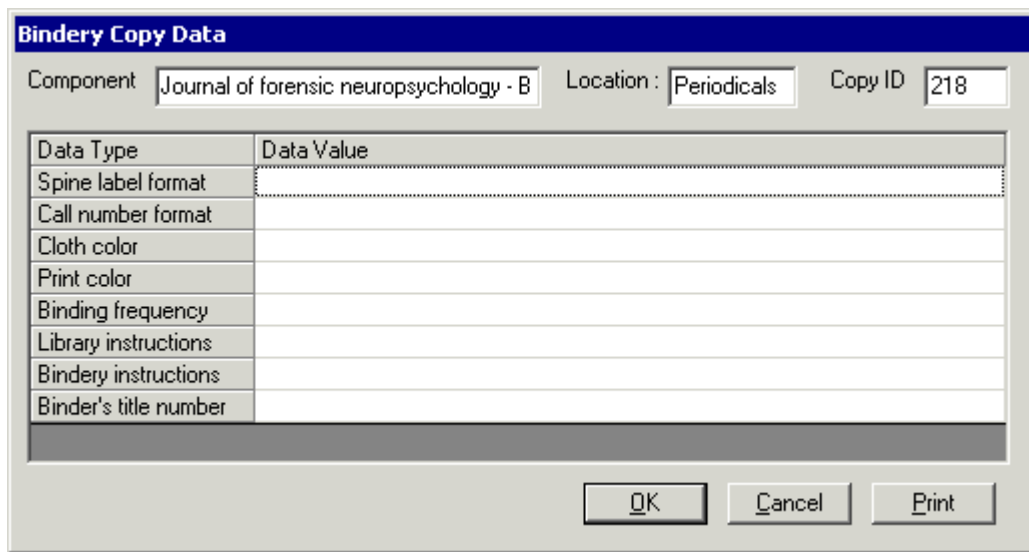 Bindery Copy Data
Component Journal of forensic neuropsychology - B Location : Periodicals Copy ID 218
Data Type Data Value
Spine label format
Call number format
Cloth color
Print color
Binding frequency
Library instructions
Bindery instructions
Binder's title number
OK Cancel Print